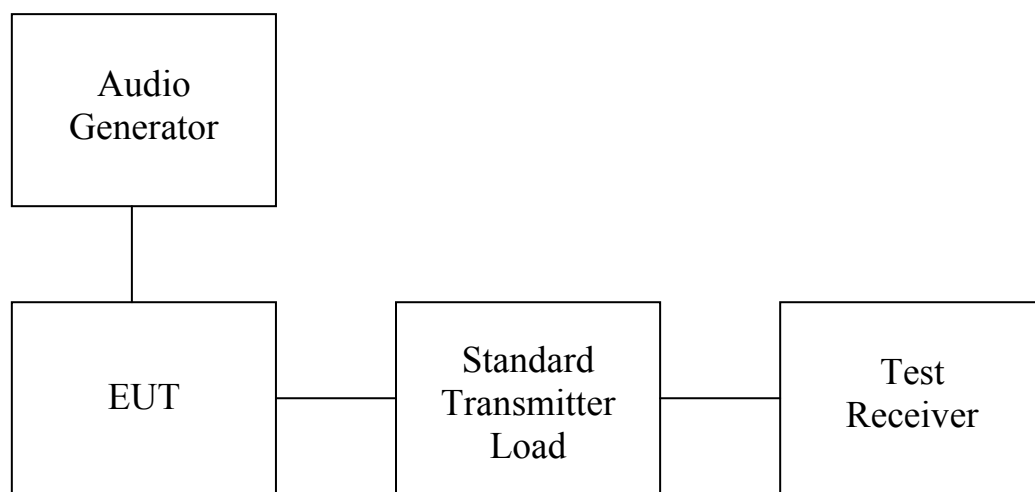 Audio
Generator
EUT
Standard
Transmitter
Load
Test
Receiver